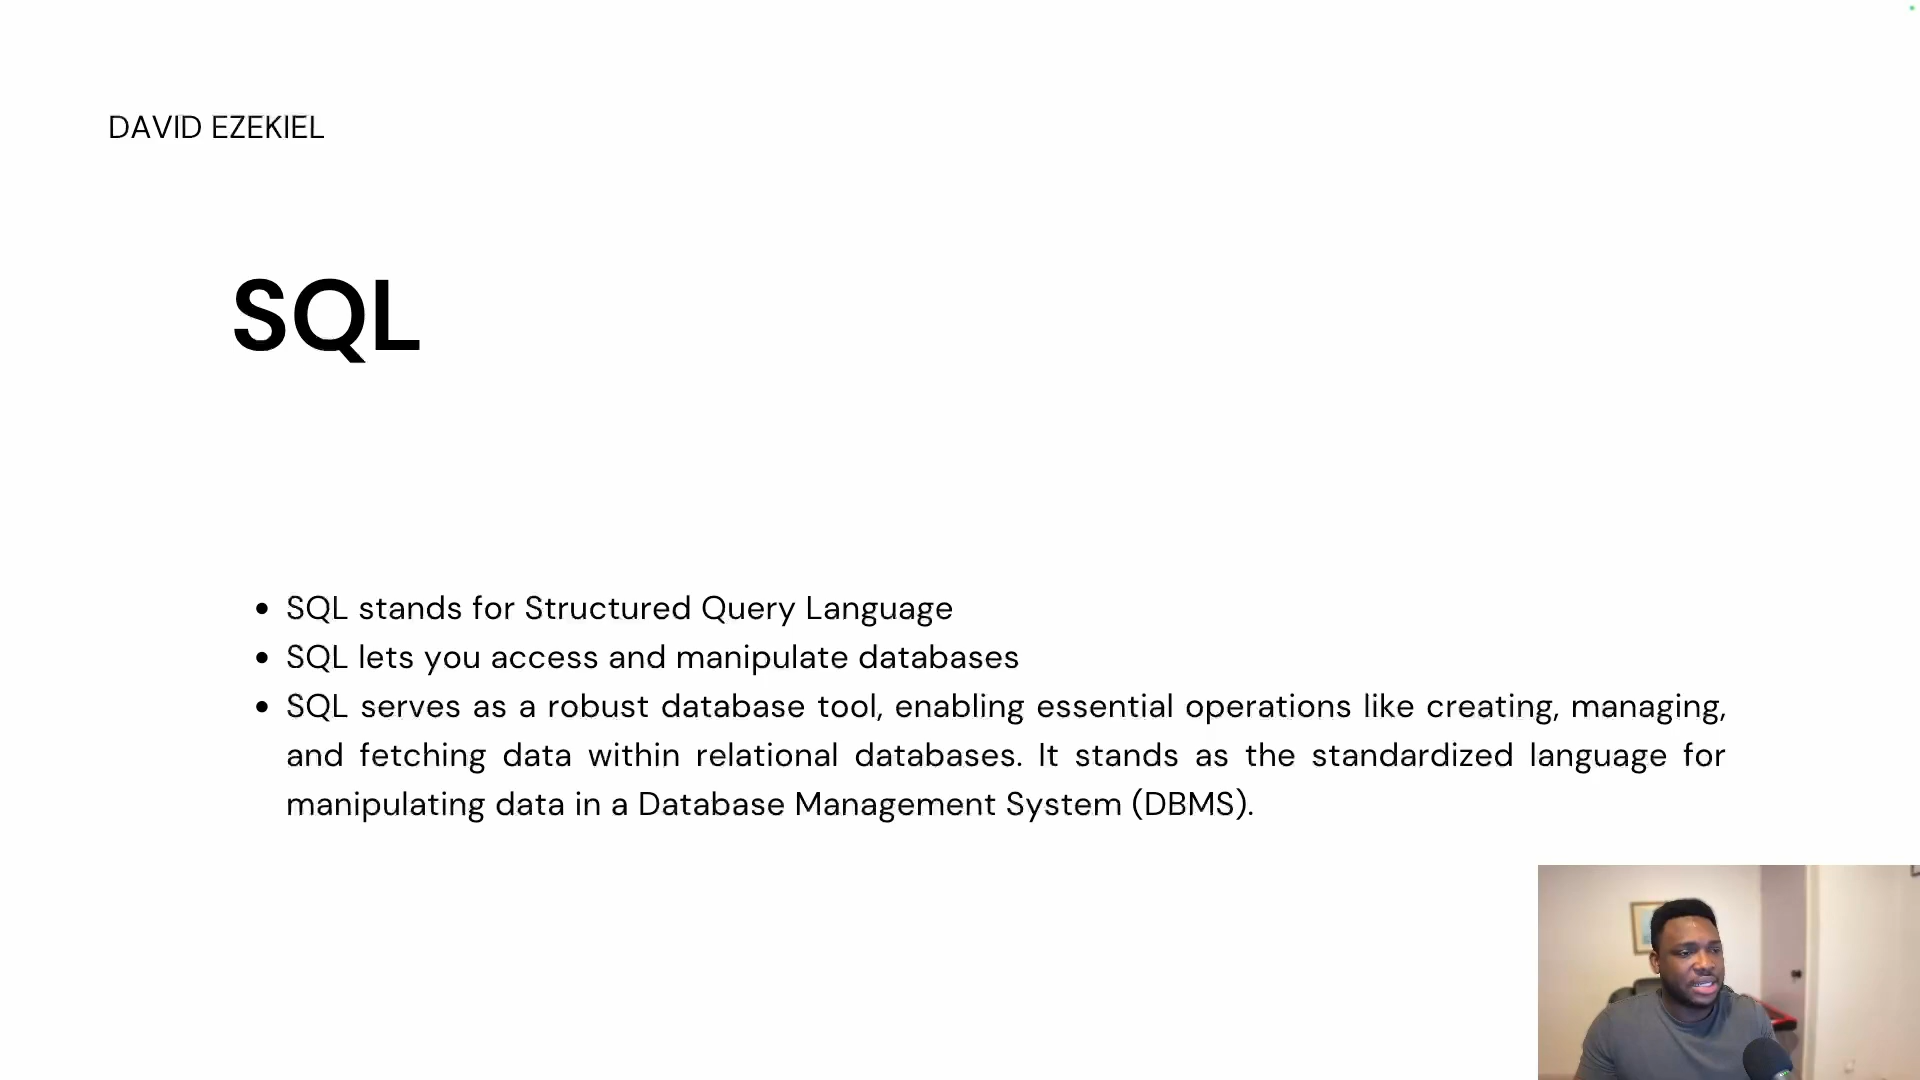 DAVID EZEKIEL
SQL
• SQL stands for Structured Query Language
• SQL lets you access and manipulate databases
• SQL serves as a robust database tool, enabling essential operations like creating, managing,
and fetching data within relational databases. It stands as the standardized language for
manipulating data in a Database Management System (DBMS).